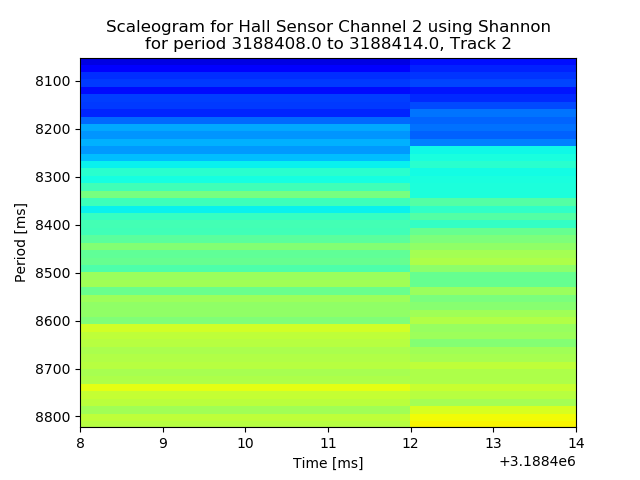 Scaleogram for Hall Sensor Channel 2 using Shannon
for period 3188408.0 to 3188414.0, Track 2
Period [ms]
8100
8200
8300
8400
8500
8600
8700
8800
8 9 10 11 12 13 14
Time [ms]
+3.1884e6